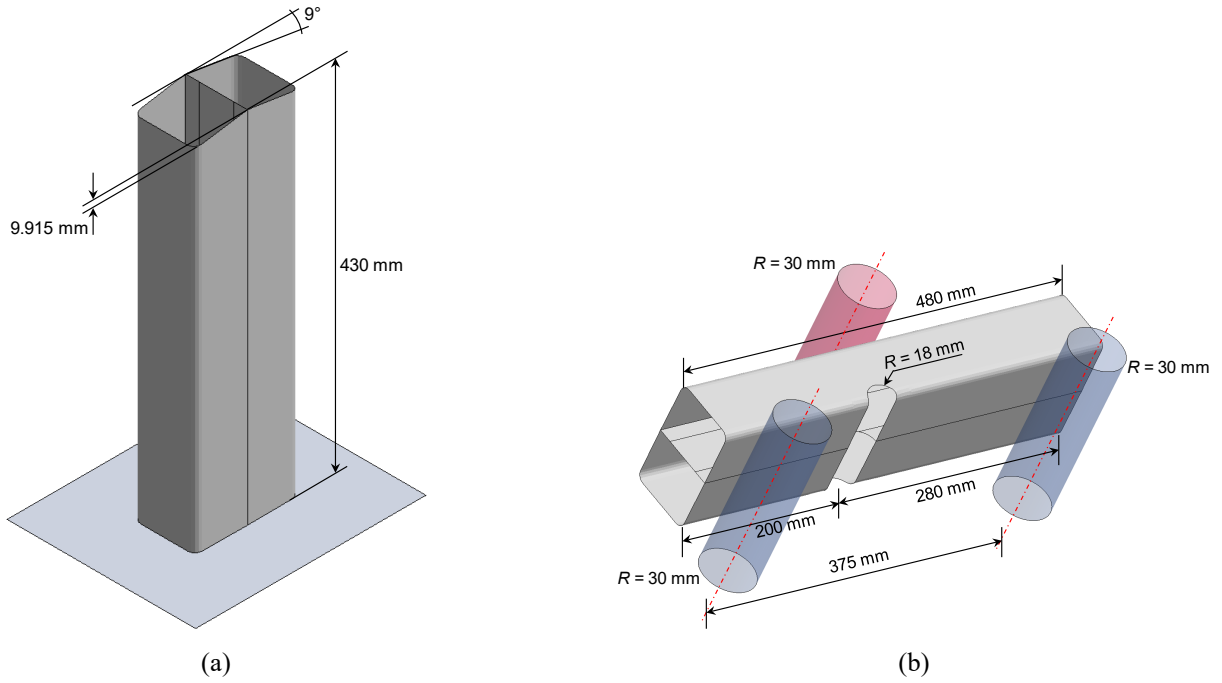 9°
9.915 mm
430 mm
(a)
R = 30 mm
480 mm
R = 18 mm
R = 30 mm
280 mm
200 mm
375 mm
R = 30 mm
(b)